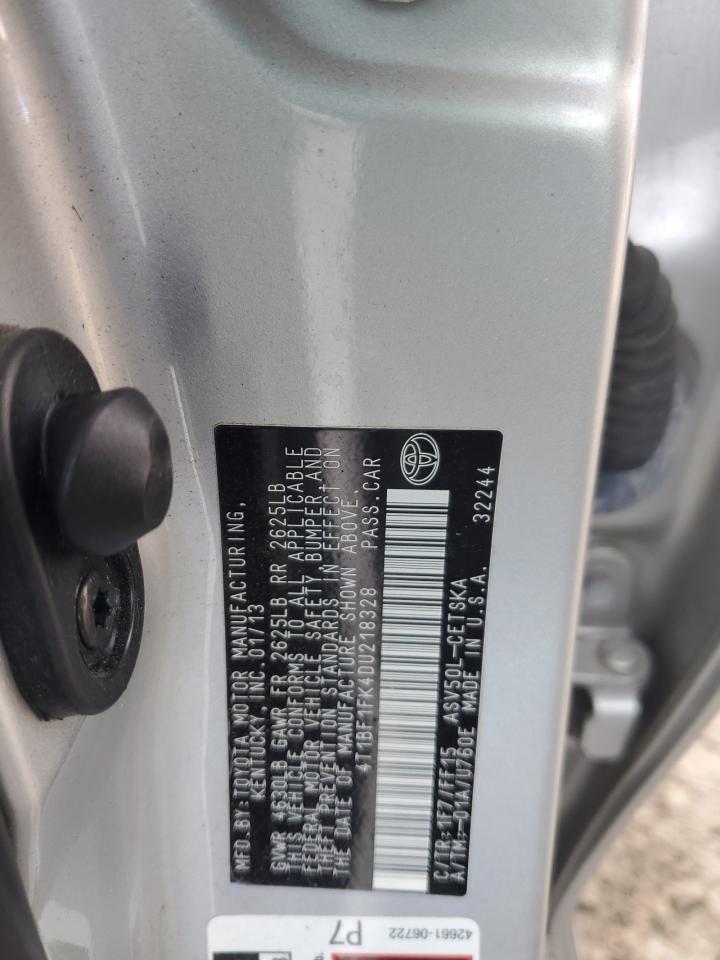 MFD. BY: TOYOTA MOTOR MANUFACTURING,
KENTUCKY, INC. 01/13
GVWR 4630LB GAWR FR 2625LB RR 2625LB
THIS VEHICLE CONFORMS TO ALL APPLICABLE
FEDERAL MOTOR VEHICLE SAFETY, BUMPER, AND
THEFT PREVENTION STANDARDS IN EFFECT ON
THE DATE OF MANUFACTURE SHOWN ABOVE.
4T1BF1FK4DU218328 PASS. CAR
C/TR: 1F7/FF15 ASV50L-CETSKA
A/TM: -01A/U760E MADE IN U.S.A. 32244
P7
42661-06722